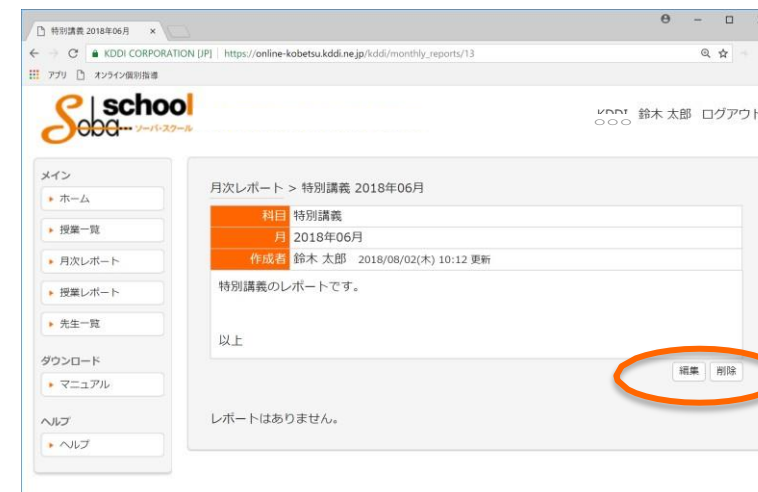 特別講義 2018年06月
KDDI CORPORATION [JP] https://online-kobetsu.kddi.ne.jp/kddi/monthly_reports/13
アプリ オンライン個別指導
school
Soba
ソーバ・スクール
鈴木 太郎 ログアウト
メイン
ホーム
授業一覧
月次レポート
授業レポート
先生一覧
ダウンロード
マニュアル
ヘルプ
ヘルプ
月次レポート > 特別講義 2018年06月
科目 特別講義
月 2018年06月
作成者 鈴木 太郎 2018/08/02(木) 10:12 更新
特別講義のレポートです。
以上
編集 削除
レポートはありません。